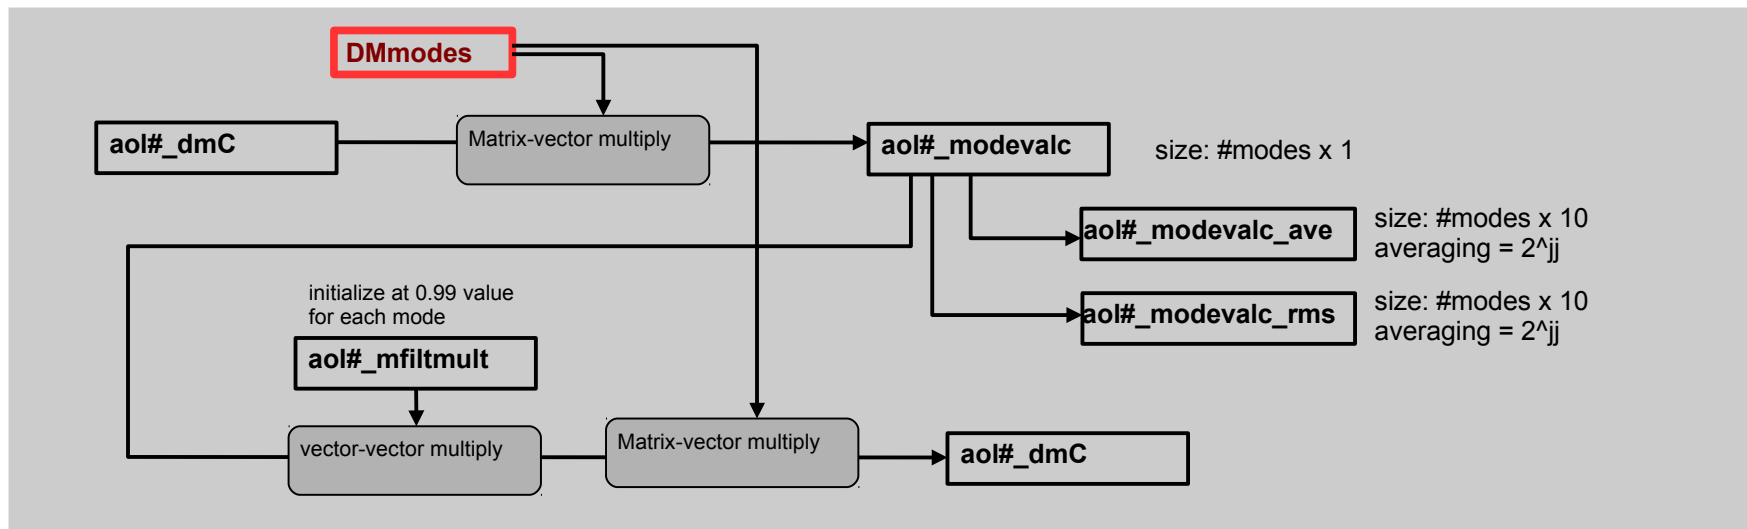 DMmodes
aol#_dmC
Matrix-vector multiply
aol#_modevalc
size: #modes x 1
aol#_modevalc_ave
size: #modes x 10
averaging = 2^jj
initialize at 0.99 value
for each mode
aol#_modevalc_rms
size: #modes x 10
averaging = 2^jj
aol#_mfiltmult
vector-vector multiply
Matrix-vector multiply
aol#_dmC